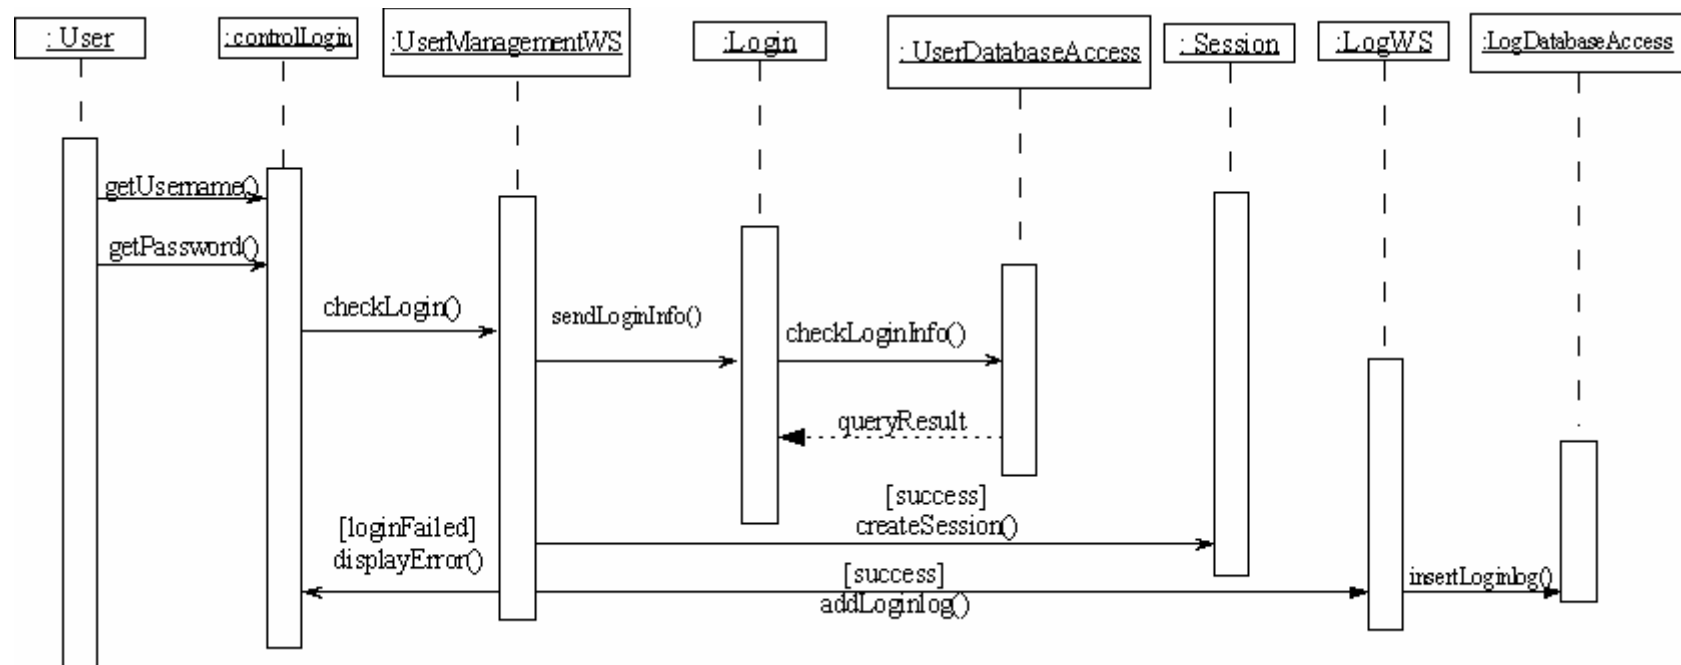 : User
:controlLogin
:UserManagementWS
:Login
: UserDatabaseAccess
: Session
:LogWS
:LogDatabaseAccess
getUsername()
getPassword()
checkLogin()
sendLoginInfo()
checkLoginInfo()
queryResult
[success]
createSession()
[loginFailed]
displayError()
[success]
addLoginlog()
insertLoginlog()